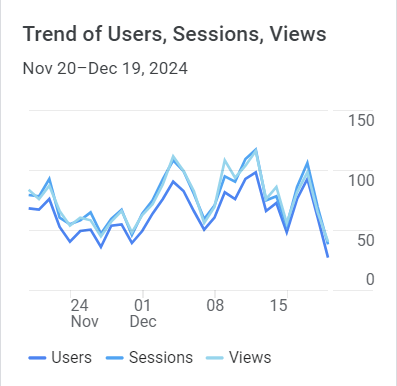 Trend of Users, Sessions, Views
Nov 20–Dec 19, 2024
150
100
50
0
24 01 08 15
Nov Dec
Users Sessions Views